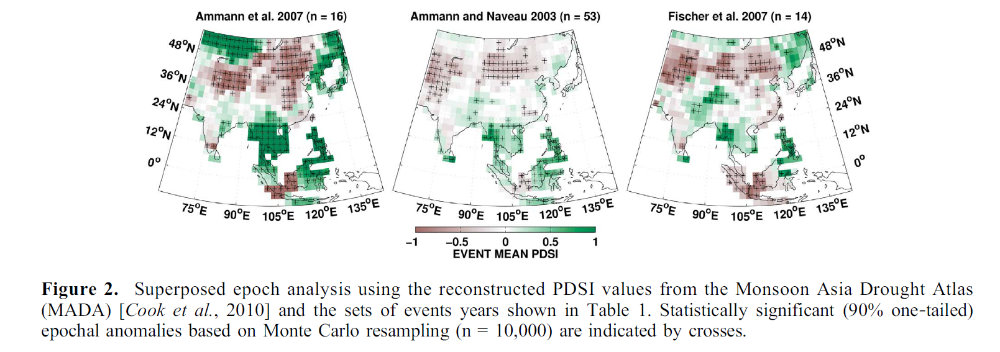 Ammann et al. 2007 (n = 16)
Ammann and Naveau 2003 (n = 53)
Fischer et al. 2007 (n = 14)
48°N
36°N
24°N
12°N
0°
48°N
36°N
24°N
12°N
0°
75°E 90°E 105°E 120°E 135°E
75°E 90°E 105°E 120°E 135°E
75°E 90°E 105°E 120°E 135°E
−1 −0.5 0 0.5 1
EVENT MEAN PDSI
Figure 2. Superposed epoch analysis using the reconstructed PDSI values from the Monsoon Asia Drought Atlas
(MADA) [Cook et al., 2010] and the sets of events years shown in Table 1. Statistically significant (90% one-tailed)
epochal anomalies based on Monte Carlo resampling (n = 10,000) are indicated by crosses.